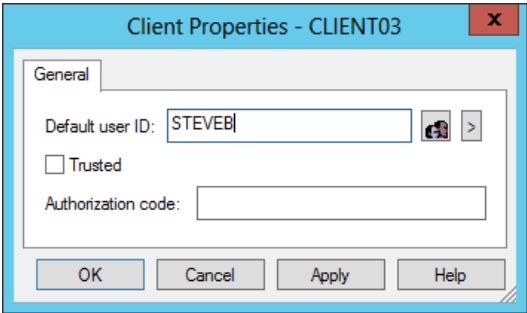 Client Properties - CLIENT03
x
General
Default user ID: STEVEB >
Trusted
Authorization code:
OK Cancel Apply Help